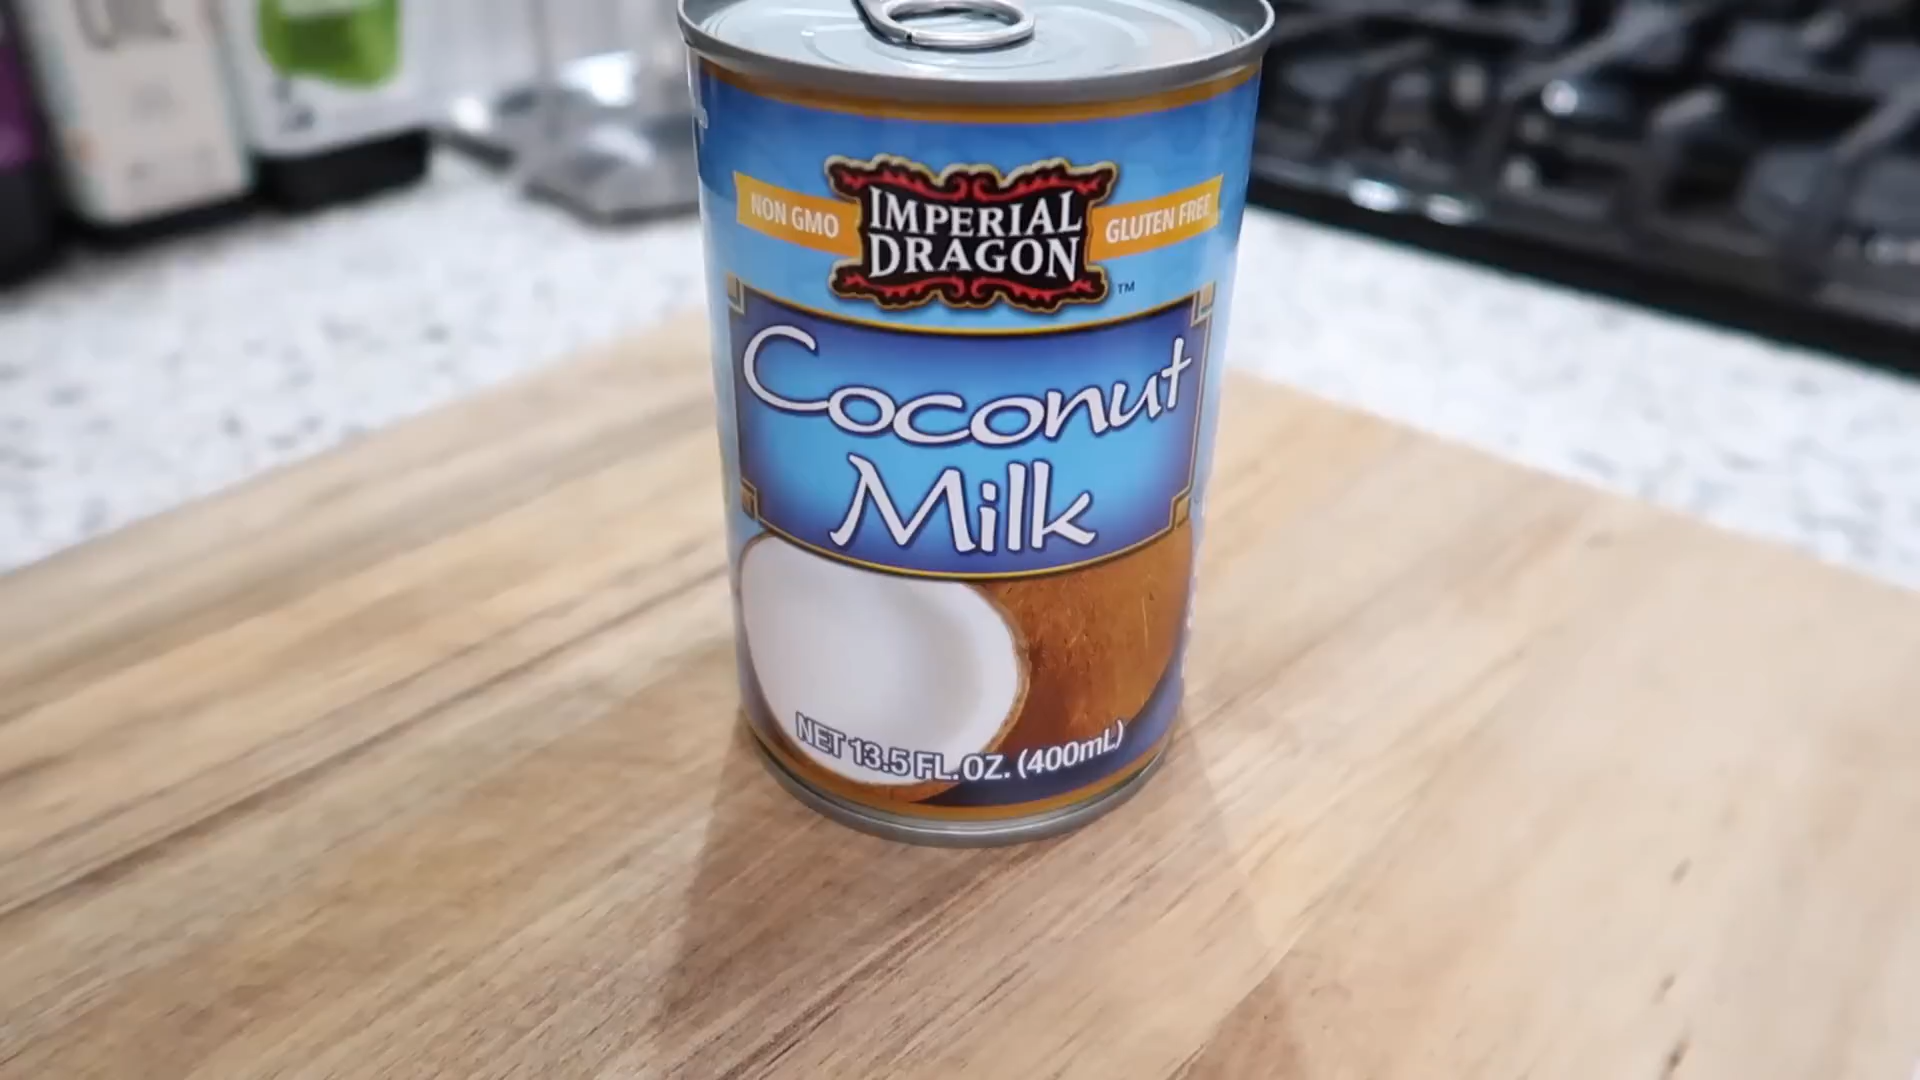 NON GMO
IMPERIAL
DRAGON
GLUTEN FREE
TM
Coconut
Milk
NET 13.5 FL. OZ. (400mL)